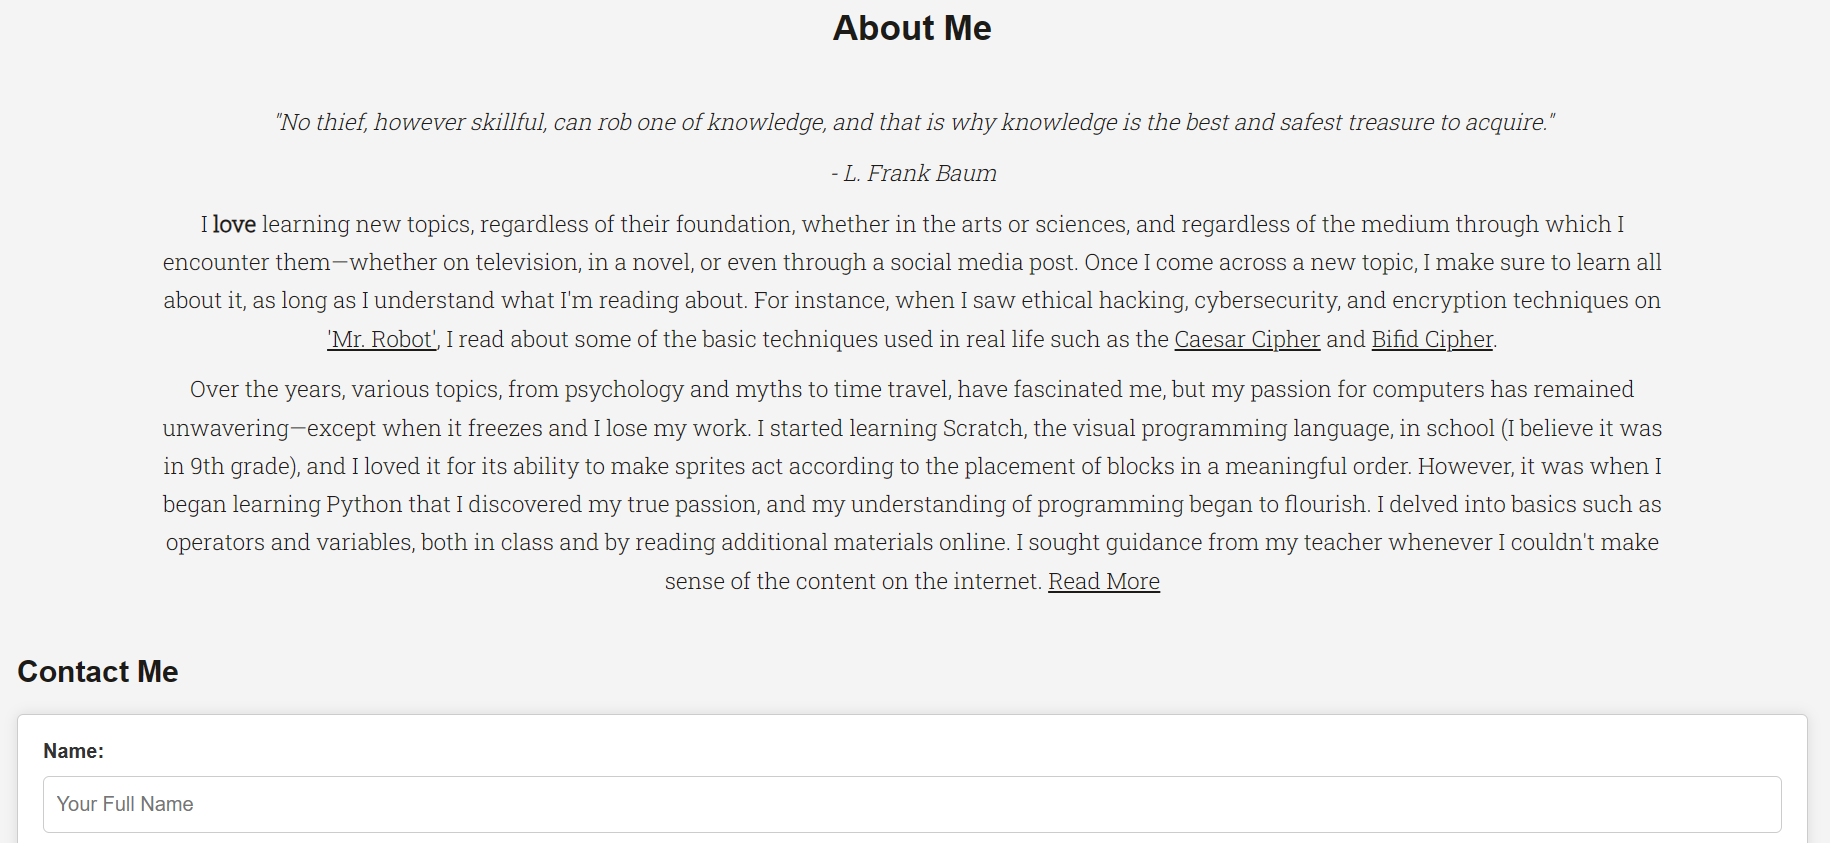 About Me
"No thief, however skillful, can rob one of knowledge, and that is why knowledge is the best and safest treasure to acquire."
- L. Frank Baum
I love learning new topics, regardless of their foundation, whether in the arts or sciences, and regardless of the medium through which I
encounter them—whether on television, in a novel, or even through a social media post. Once I come across a new topic, I make sure to learn all
about it, as long as I understand what I'm reading about. For instance, when I saw ethical hacking, cybersecurity, and encryption techniques on
'Mr. Robot', I read about some of the basic techniques used in real life such as the Caesar Cipher and Bifid Cipher.
Over the years, various topics, from psychology and myths to time travel, have fascinated me, but my passion for computers has remained
unwavering—except when it freezes and I lose my work. I started learning Scratch, the visual programming language, in school (I believe it was
in 9th grade), and I loved it for its ability to make sprites act according to the placement of blocks in a meaningful order. However, it was when I
began learning Python that I discovered my true passion, and my understanding of programming began to flourish. I delved into basics such as
operators and variables, both in class and by reading additional materials online. I sought guidance from my teacher whenever I couldn't make
sense of the content on the internet. Read More
Contact Me
Name:
Your Full Name